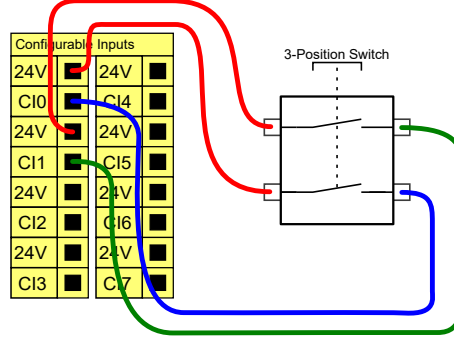 Configurable Inputs
3-Position Switch
24V 24V
CI0 CI4
24V 24V
CI1 CI5
24V 24V
CI2 CI6
24V 24V
CI3 CI7